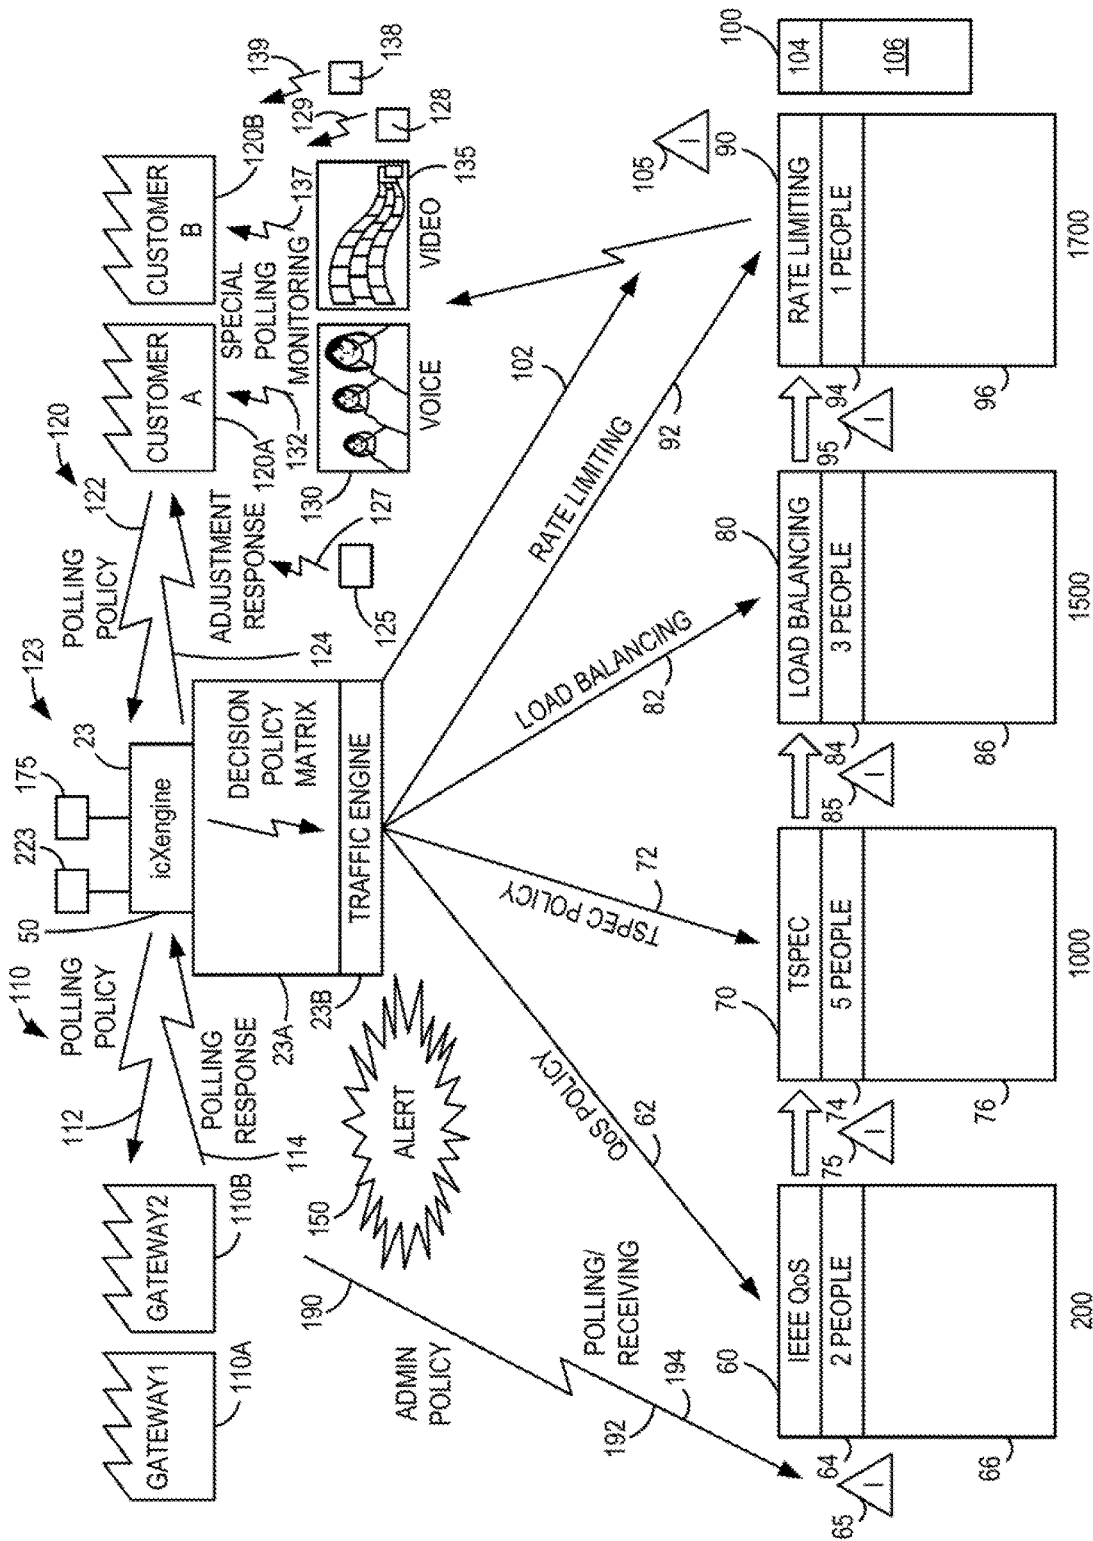 110
120
123
POLLING
POLICY
112
50
223
175
23
icXengine
POLLING
POLICY
122
GATEWAY1
110A
GATEWAY2
110B
POLLING
RESPONSE
114
23A
23B
DECISION
POLICY
MATRIX
TRAFFIC ENGINE
124
ADJUSTMENT
RESPONSE
127
125
CUSTOMER
A
120A
CUSTOMER
B
120B
SPECIAL
POLLING
MONITORING
132
137
139
138
129
128
130
VOICE
VIDEO
135
ALERT
150
190
ADMIN
POLICY
POLLING/
RECEIVING
192
194
QoS POLICY
62
TSPEC POLICY
72
LOAD BALANCING
82
RATE LIMITING
92
102
105
I
60
IEEE QoS
2 PEOPLE
64
65
I
66
200
70
TSPEC
5 PEOPLE
74
75
I
76
1000
80
LOAD BALANCING
3 PEOPLE
84
85
I
86
1500
90
RATE LIMITING
1 PEOPLE
94
95
I
96
1700
100
104
106